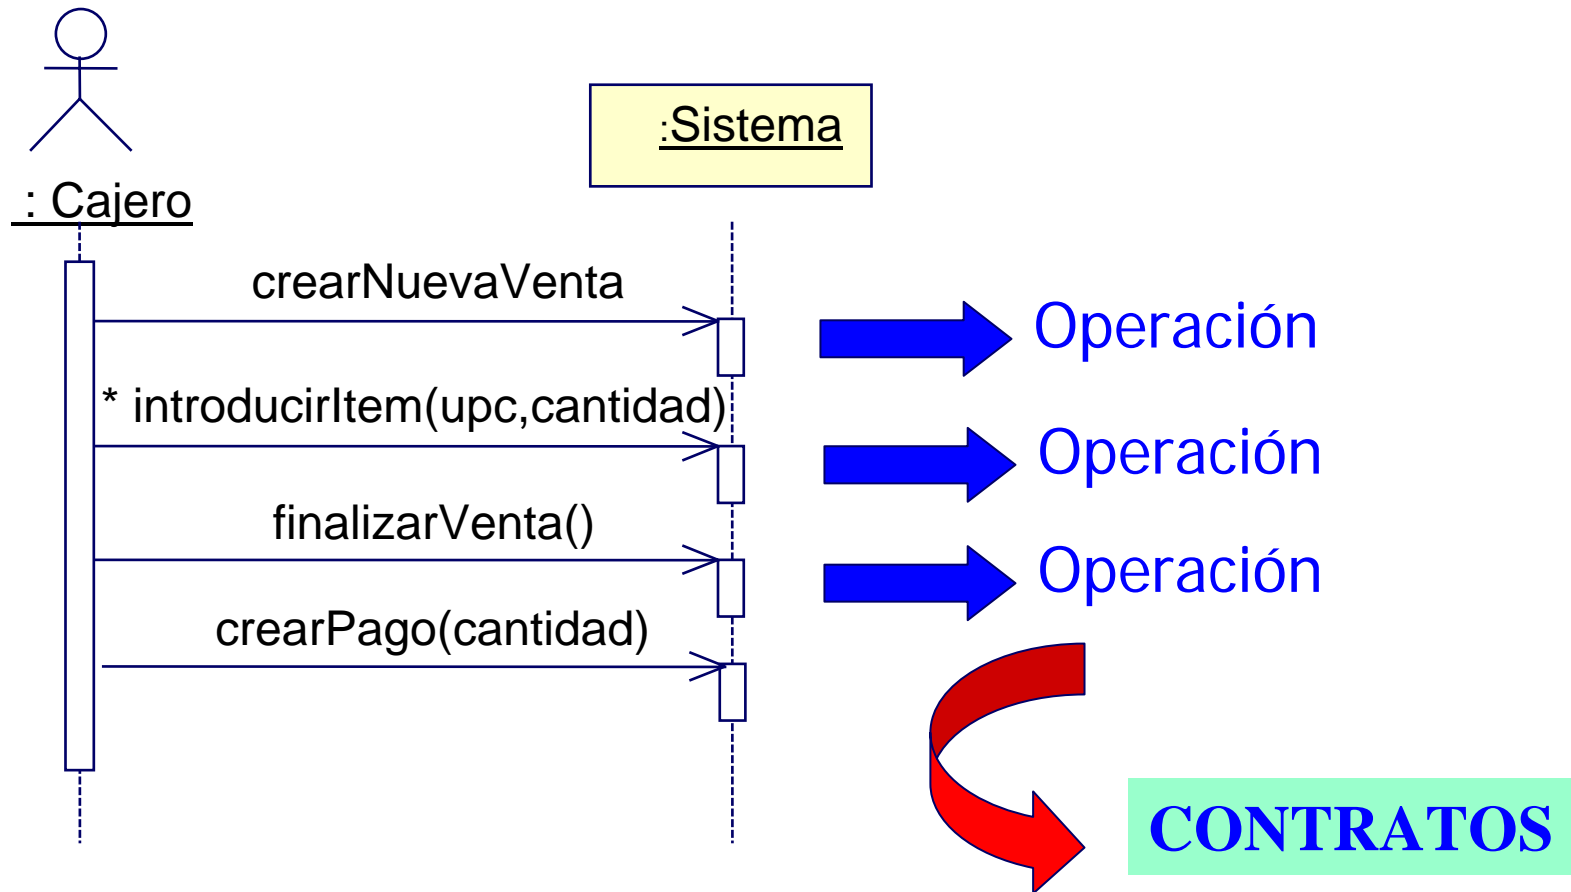 :Sistema
: Cajero
crearNuevaVenta
Operación
* introducirItem(upc,cantidad)
Operación
finalizarVenta()
Operación
crearPago(cantidad)
CONTRATOS